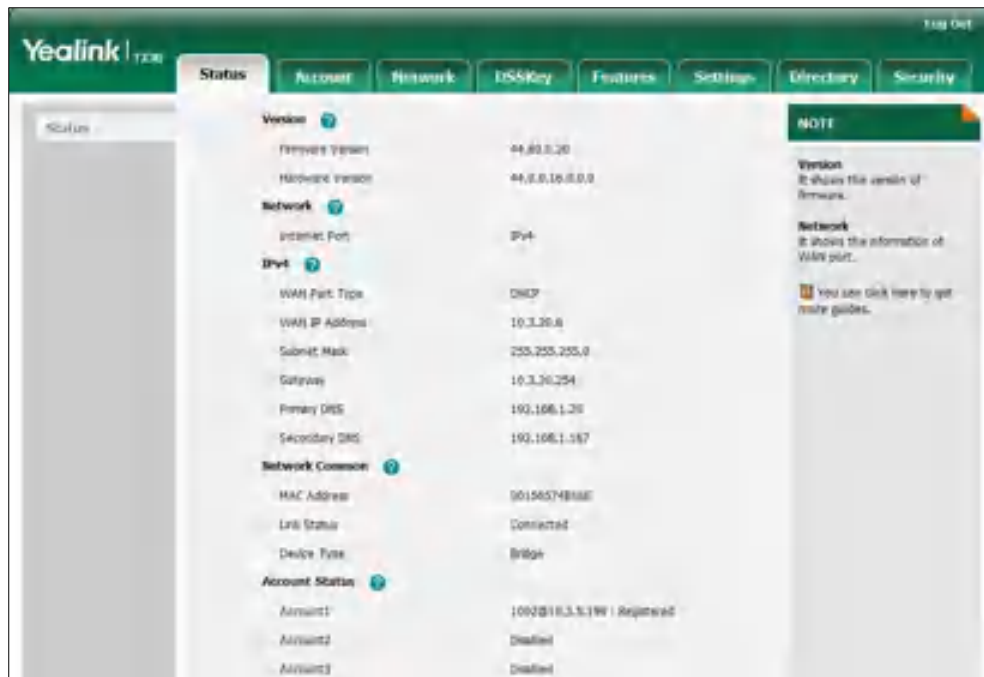 Log Out
Yealink
Status Account Network DSSKey Features Settings Directory Security
Status
Version
Firmware Version 44.80.0.20
Hardware Version 44.0.0.16.0.0.0
Network
Internet Port IPv4
IPv4
WAN Port Type DHCP
WAN IP Address 10.3.20.6
Subnet Mask 255.255.255.0
Gateway 10.3.20.254
Primary DNS 192.168.1.20
Secondary DNS 192.168.1.167
Network Common
MAC Address
Link Status Connected
Device Type Bridge
Account Status
Account1 Registered
Account2 Disabled
Account3 Disabled
NOTE
Version
It shows the version of
firmware.
Network
It shows the information of
WAN port.
You can click here to get
more guides.